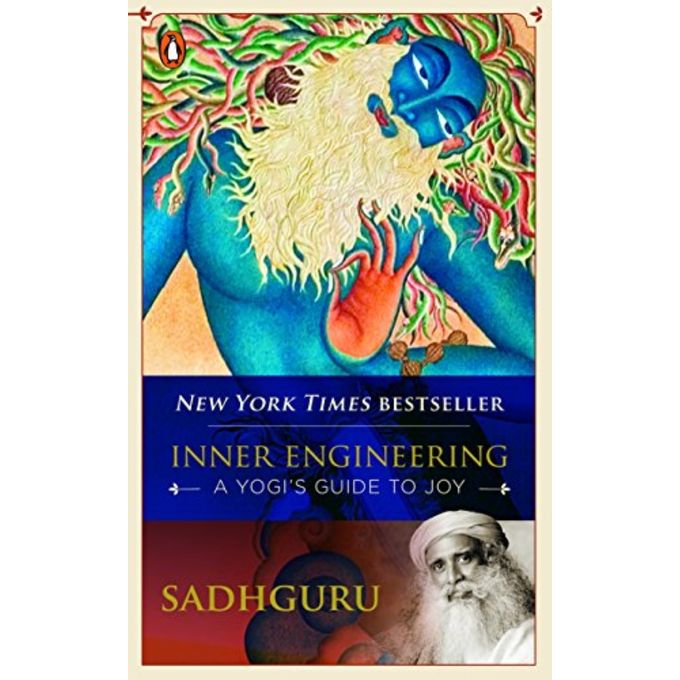 NEW YORK TIMES BESTSELLER
INNER ENGINEERING
A YOGI'S GUIDE TO JOY
SADHGURU